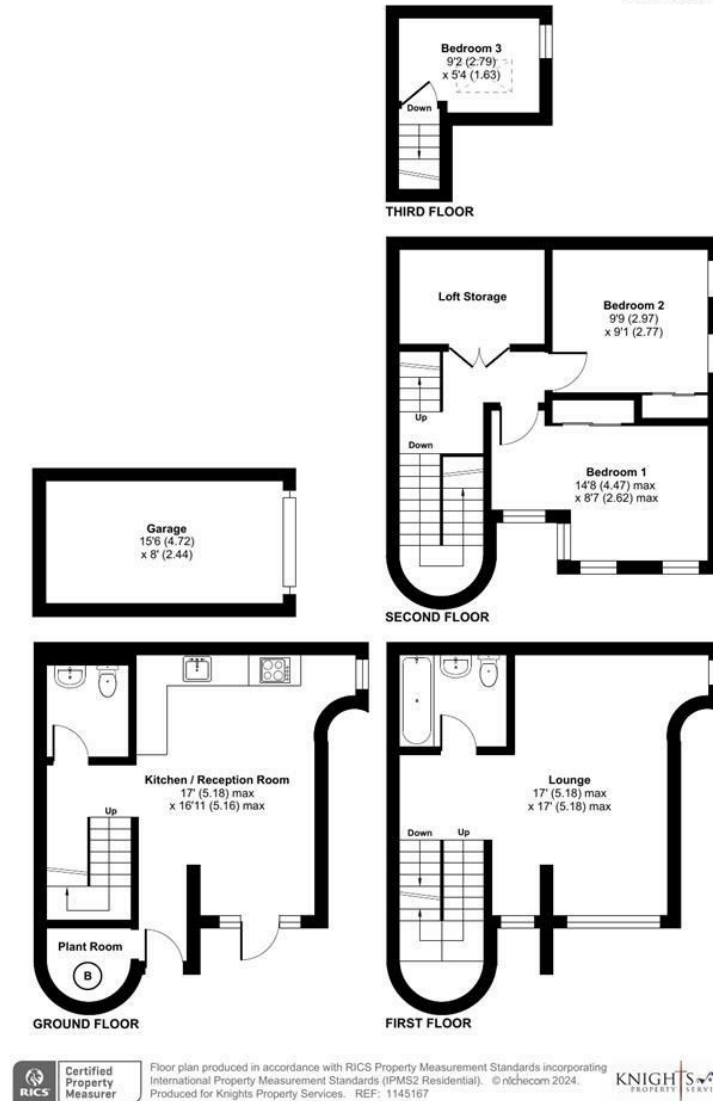 Bedroom 3
9'2 (2.79)
x 5'4 (1.63)
Down
THIRD FLOOR
Loft Storage
Bedroom 2
9'9 (2.97)
x 9'1 (2.77)
Up
Down
Bedroom 1
14'8 (4.47) max
x 8'7 (2.62) max
SECOND FLOOR
Garage
15'6 (4.72)
x 8' (2.44)
Kitchen / Reception Room
17' (5.18) max
x 16'11 (5.16) max
Up
Plant Room
B
GROUND FLOOR
Lounge
17' (5.18) max
x 17' (5.18) max
Down
Up
FIRST FLOOR
RICS
Certified
Property
Measurer
Floor plan produced in accordance with RICS Property Measurement Standards incorporating
International Property Measurement Standards (IPMS2 Residential). © nichecom 2024.
Produced for Knights Property Services. REF: 1145167
KNIGHTS
PROPERTY SERVI